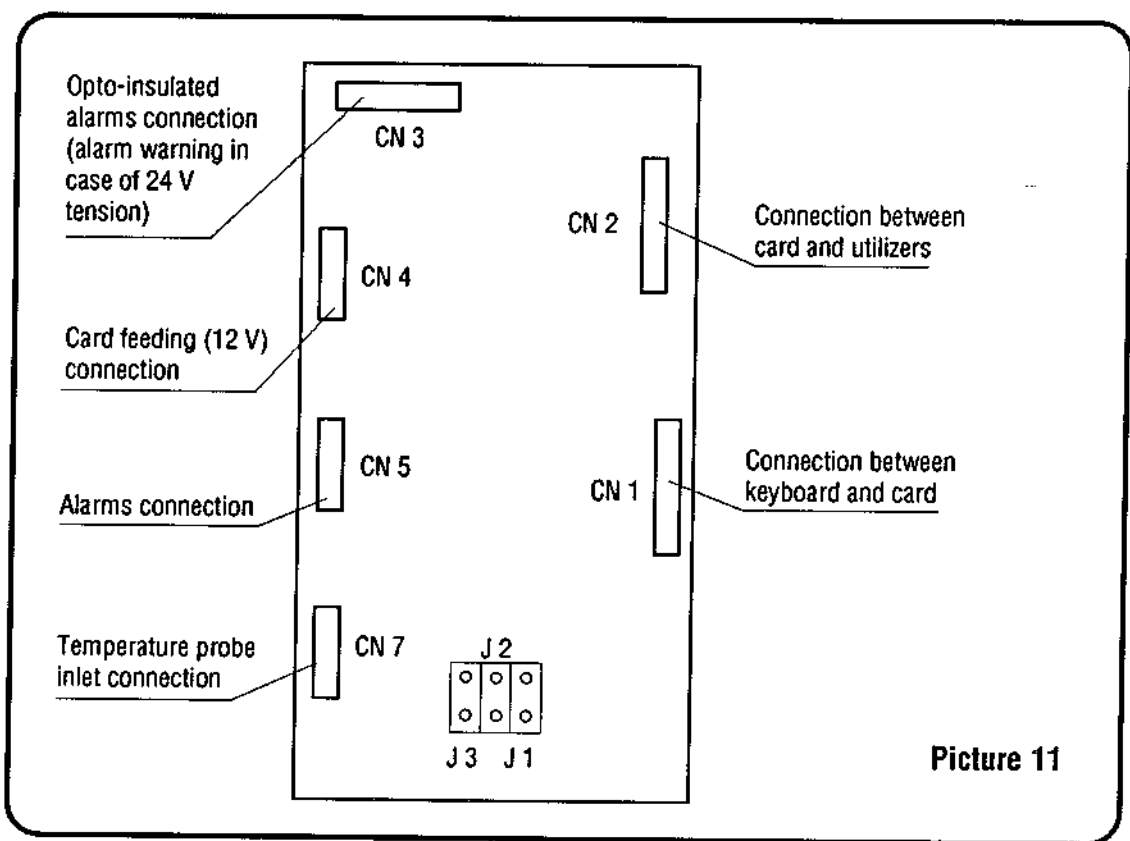 Opto-insulated
alarms connection
(alarm warning in
case of 24 V
tension)
CN 3
CN 2
Connection between
card and utilizers
CN 4
Card feeding (12 V)
connection
CN 5
Alarms connection
CN 1
Connection between
keyboard and card
CN 7
Temperature probe
inlet connection
J 2
J 3 J 1
Picture 11